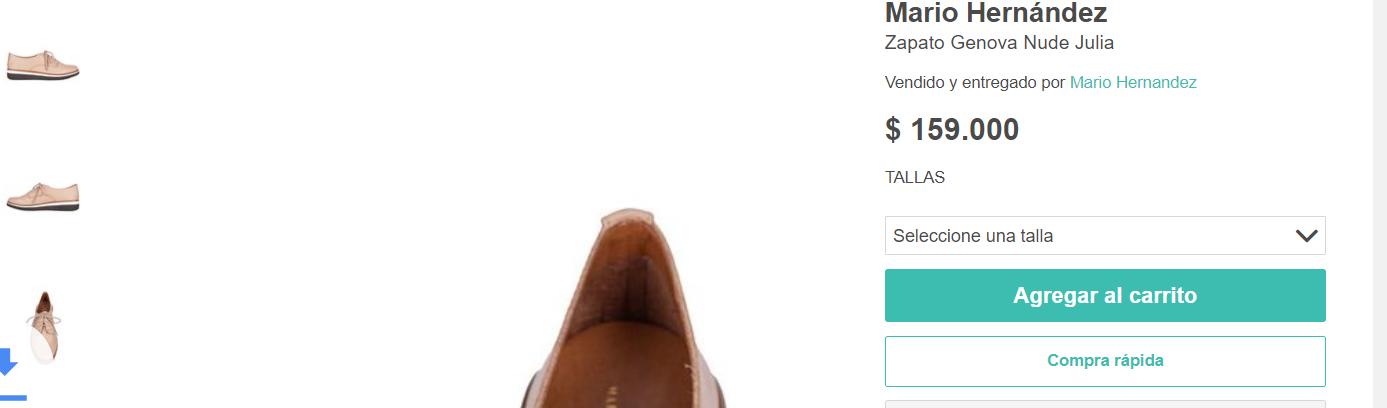 Mario Hernández
Zapato Genova Nude Julia
Vendido y entregado por Mario Hernandez
$ 159.000
TALLAS
Seleccione una talla
Agregar al carrito
Compra rápida